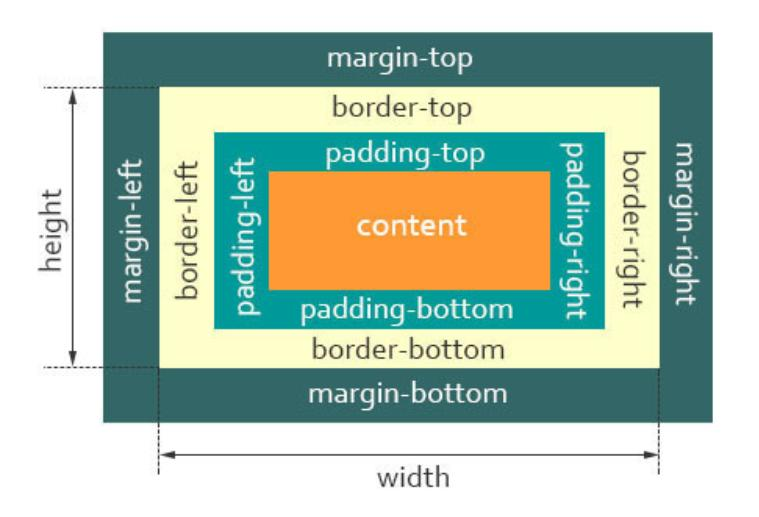 margin-top
border-top
padding-top
height
margin-left
border-left
padding-left
content
padding-right
border-right
margin-right
padding-bottom
border-bottom
margin-bottom
width